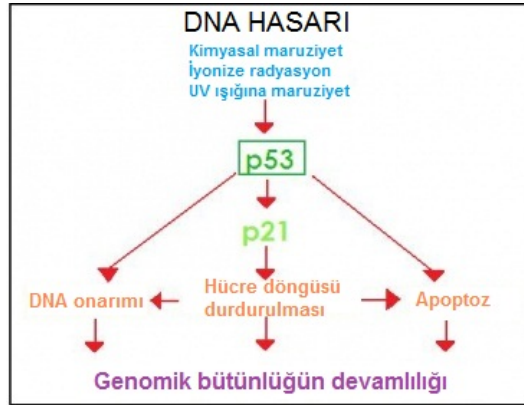 DNA HASARI
Kimyasal maruziyet
İyonize radyasyon
UV ışığına maruziyet
p53
p21
DNA onarımı
Hücre döngüsü
durdurulması
Apoptoz
Genomik bütünlüğün devamlılığı